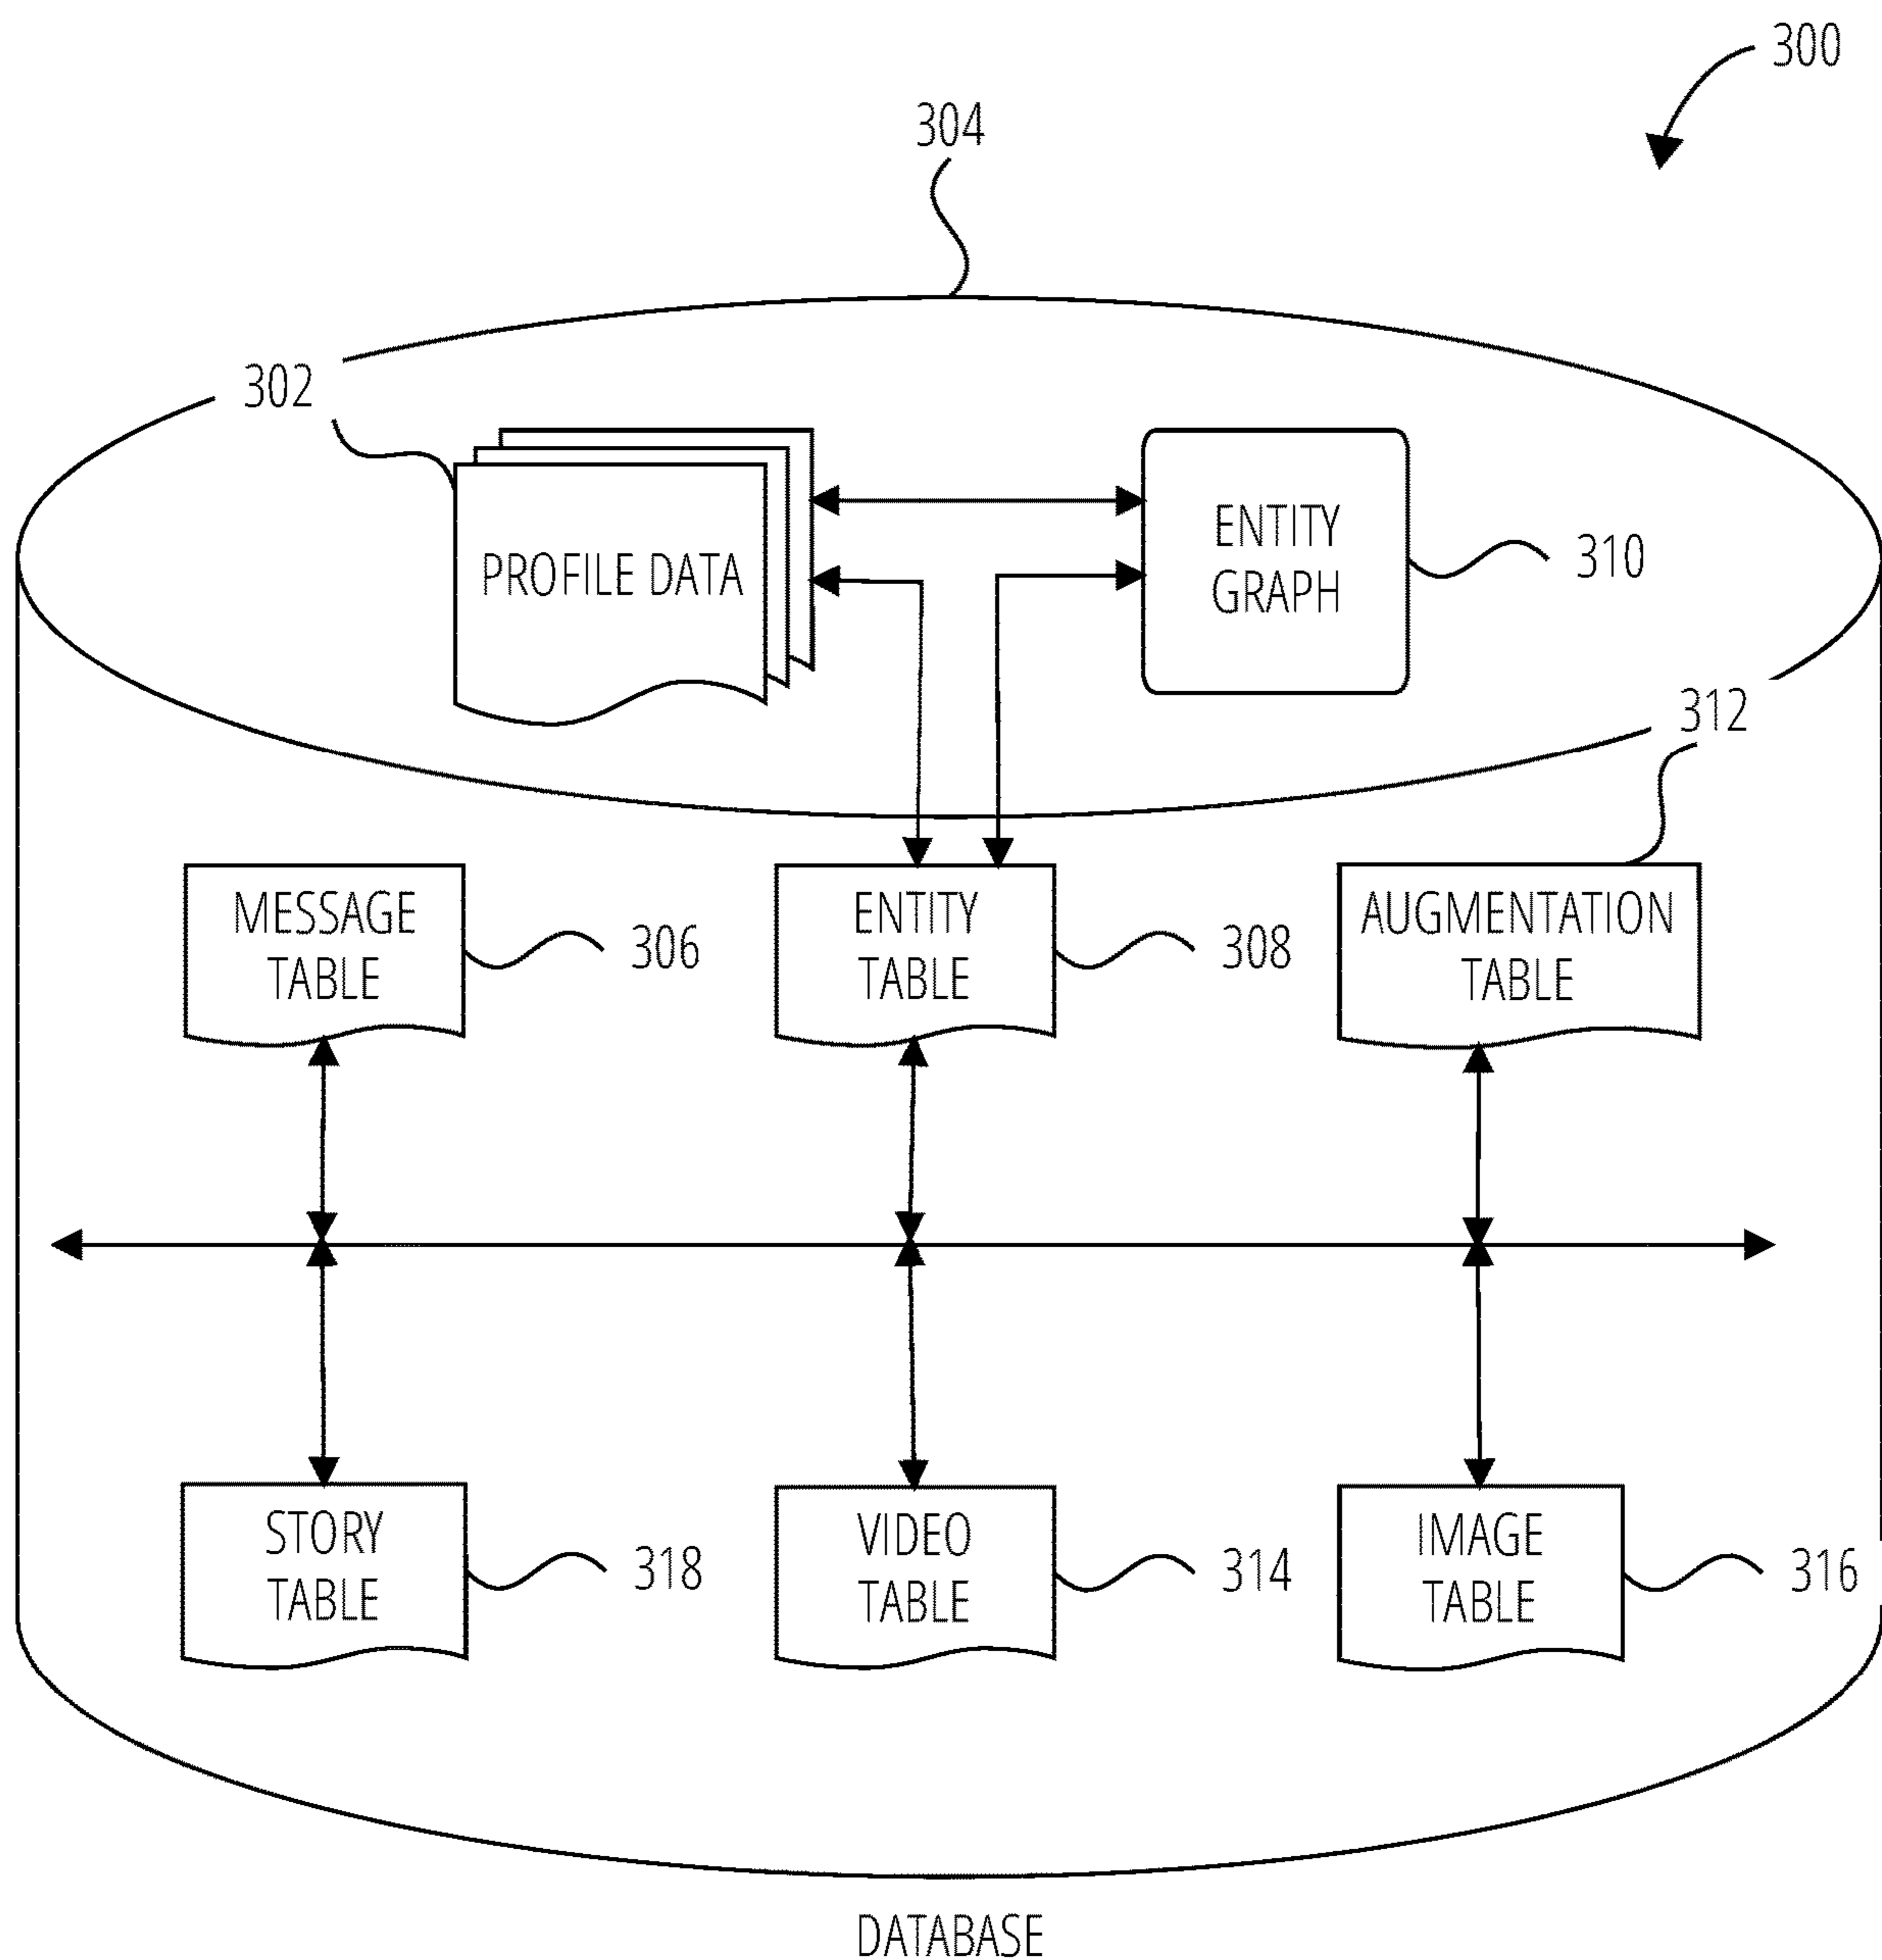 300
304
302
PROFILE DATA
ENTITY
GRAPH
310
312
MESSAGE
TABLE
306
ENTITY
TABLE
308
AUGMENTATION
TABLE
STORY
TABLE
318
VIDEO
TABLE
314
IMAGE
TABLE
316
DATABASE